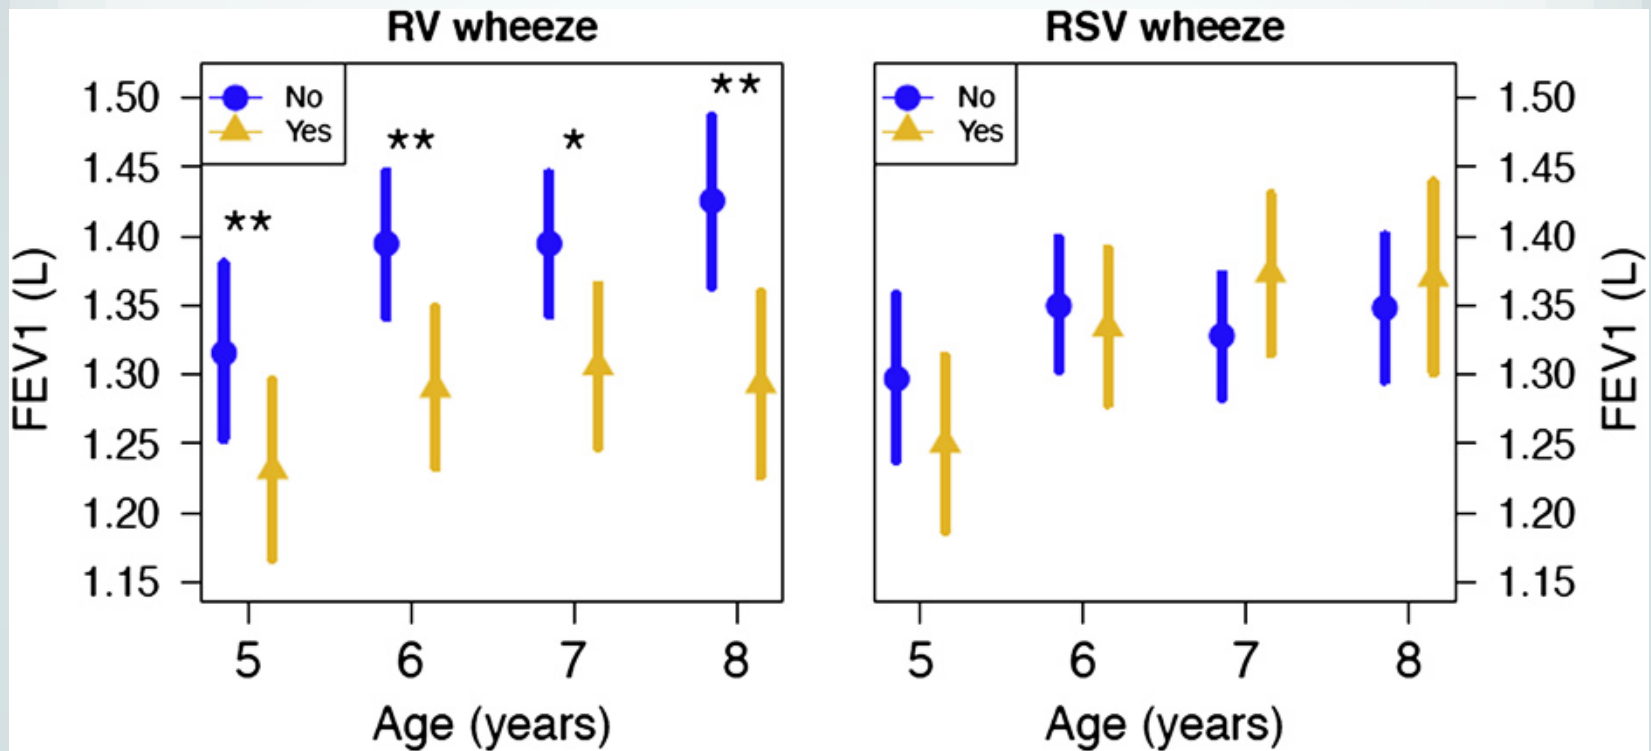 RV wheeze
No
Yes
**
**
*
**
1.50
1.45
1.40
1.35
1.30
1.25
1.20
1.15
FEV1 (L)
5 6 7 8
Age (years)
RSV wheeze
No
Yes
1.50
1.45
1.40
1.35
1.30
1.25
1.20
1.15
FEV1 (L)
5 6 7 8
Age (years)